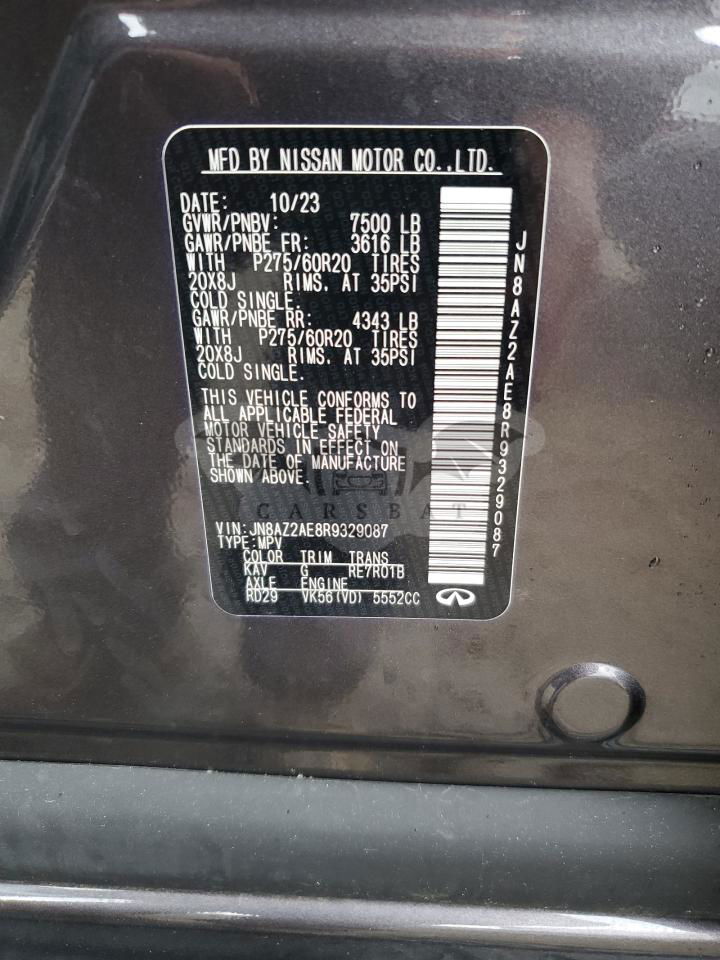 MFD BY NISSAN MOTOR CO.,LTD.
DATE: 10/23
GVWR/PNBV: 7500 LB
GAWR/PNBE FR: 3616 LB
WITH P275/60R20 TIRES
20X8J RIMS. AT 35PSI
COLD SINGLE.
GAWR/PNBE RR: 4343 LB
WITH P275/60R20 TIRES
20X8J RIMS. AT 35PSI
COLD SINGLE.
THIS VEHICLE CONFORMS TO
ALL APPLICABLE FEDERAL
MOTOR VEHICLE SAFETY
STANDARDS IN EFFECT ON
THE DATE OF MANUFACTURE
SHOWN ABOVE.
CARSBAT
VIN:JN8AZ2AE8R9329087
TYPE:MPV
COLOR TRIM TRANS
KAV G RE7R01B
AXLE ENGINE
RD29 VK56(VD) 5552CC
JN8AZ2AE8R9329087